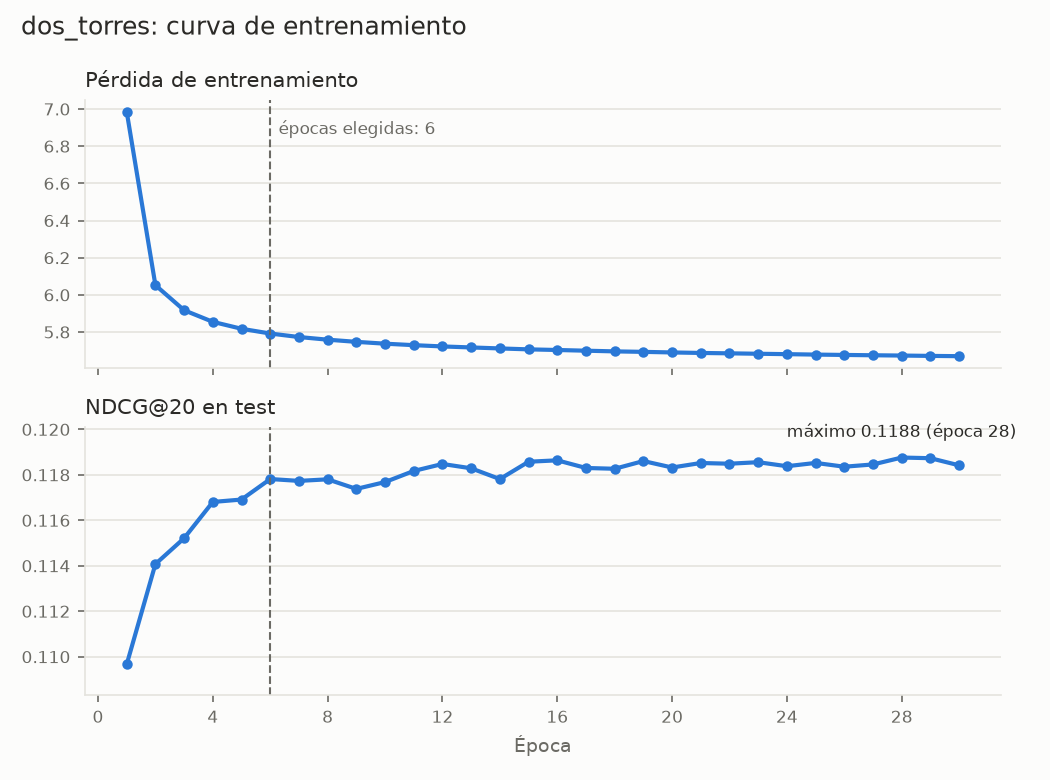 dos_torres: curva de entrenamiento
Pérdida de entrenamiento
7.0
épocas elegidas: 6
6.8
6.6
6.4
6.2
6.0
5.8
NDCG@20 en test
0.120
máximo 0.1188 (época 28)
0.118
0.116
0.114
0.112
0.110
0 4 8 12 16 20 24 28
Época